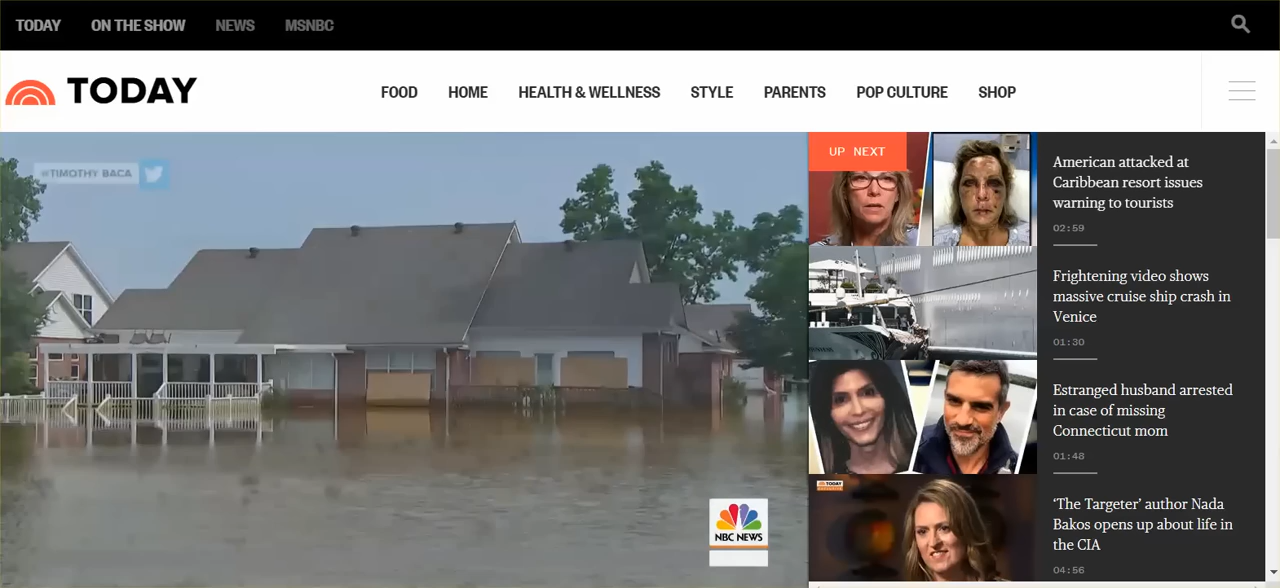 TODAY ON THE SHOW NEWS MSNBC
TODAY
FOOD HOME HEALTH & WELLNESS STYLE PARENTS POP CULTURE SHOP
@TIMOTHY BACA
NBC NEWS
UP NEXT
American attacked at
Caribbean resort issues
warning to tourists
02:59
Frightening video shows
massive cruise ship crash in
Venice
01:30
Estranged husband arrested
in case of missing
Connecticut mom
01:48
TODAY
‘The Targeter’ author Nada
Bakos opens up about life in
the CIA
04:56